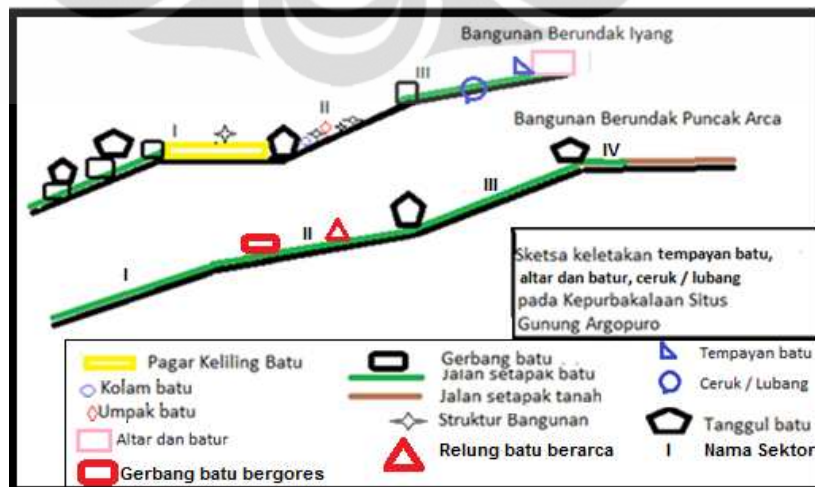 Bangunan Berundak Iyang
III
II
I
Bangunan Berundak Puncak Arca
IV
III
II
I
Sketsa keletakan tempayan batu,
altar dan batur, ceruk / lubang
pada Kepurbakalaan Situs
Gunung Argopuro
Pagar Keliling Batu
Kolam batu
Umpak batu
Altar dan batur
Gerbang batu bergores
Gerbang batu
Jalan setapak batu
Jalan setapak tanah
Struktur Bangunan
Relung batu berarca
Tempayan batu
Ceruk / Lubang
Tanggul batu
I Nama Sektor